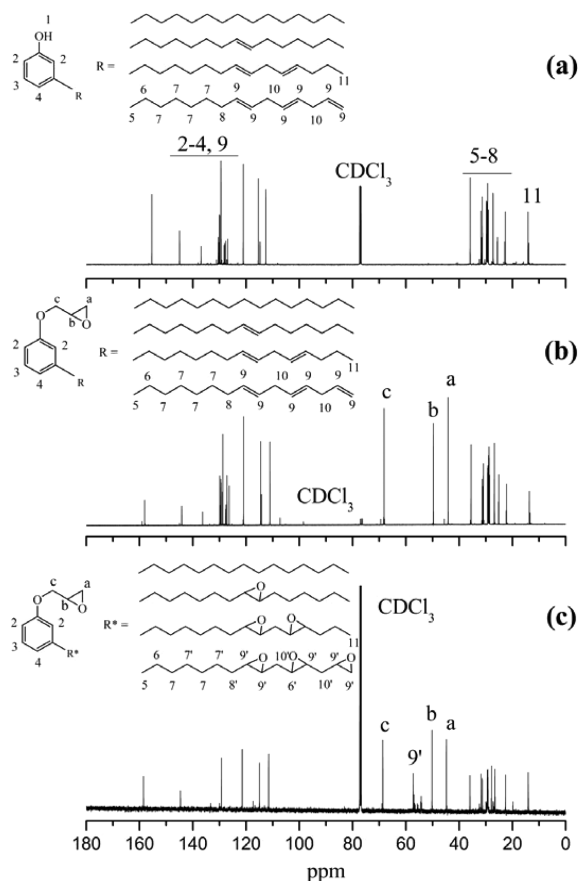 1
OH
2 2
3
4
R
R =
6 7 7 9 10 9 11
5 7 7 8 9 9 10 9
9
(a)
2-4, 9
CDCl3
5-8
11
c a
O b O
2 2
3
4
R
R =
6 7 7 9 10 9 9 11
5 7 7 8 9 9 10 9
(b)
CDCl3
c
b
a
c a
O b O
2 2
3
4
R*
R* =
O
O O
11
6 7' 7' 9' O 10' O 9' 9' O
5 7 7 8' 9' 6' 10' 9'
(c)
CDCl3
c
9'
b
a
180 160 140 120 100 80 60 40 20 0
ppm